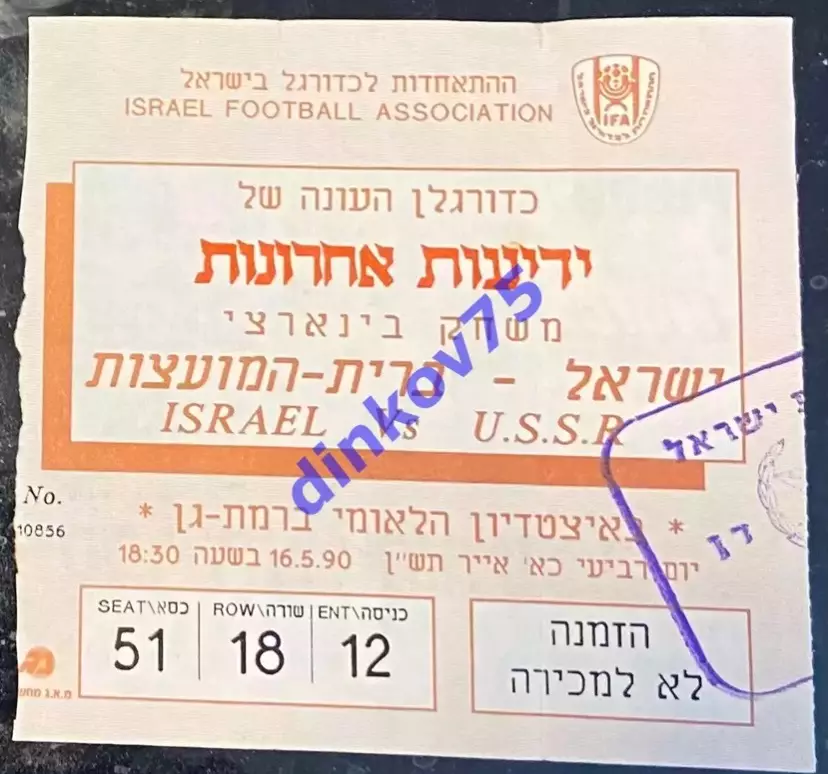 ההתאחדות לכדורגל בישראל
ISRAEL FOOTBALL ASSOCIATION
IFA
כדורגלן העונה של
ידיעות אחרונות
משחק בינארצי
ישראל - ברית-המועצות
ISRAEL Vs U.S.S.R
ישראל
No.
10856
* באיצטדיון הלאומי ברמת-גן *
יום רביעי כא' אייר תש"ן 16.5.90 בשעה 18:30
כניסה\ENT שורה\ROW כסא\SEAT
12 18 51
הזמנה
לא למכירה
dinkov75